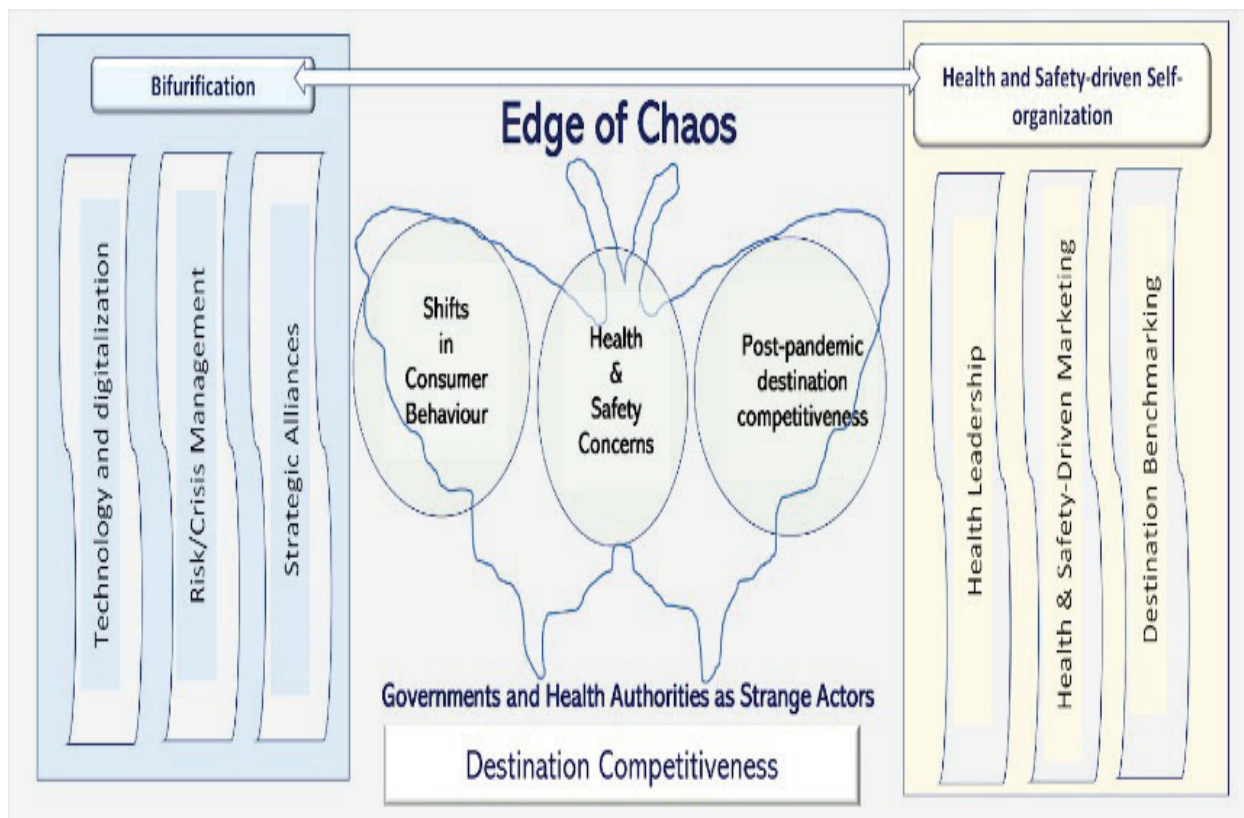 Bifurification
Technology and digitalization
Risk/Crisis Management
Strategic Alliances
Edge of Chaos
Shifts
in
Consumer
Behaviour
Health
&
Safety
Concerns
Post-pandemic
destination
competitiveness
Governments and Health Authorities as Strange Actors
Destination Competitiveness
Health and Safety-driven Self-
organization
Health Leadership
Health & Safety-Driven Marketing
Destination Benchmarking